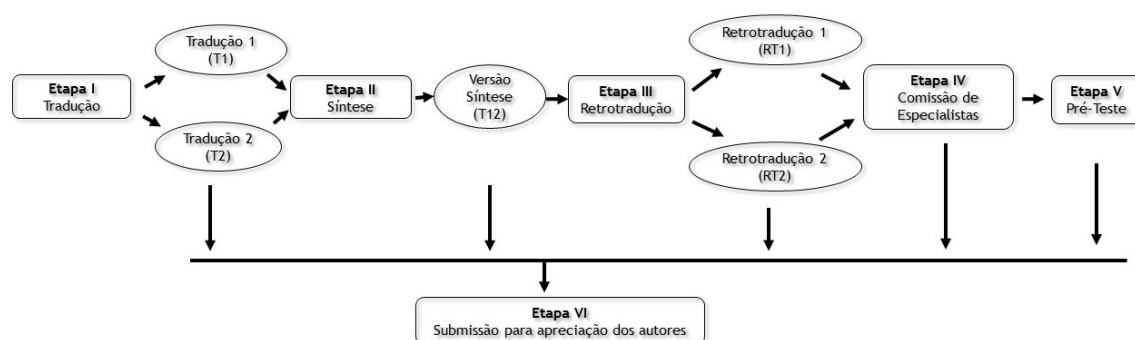 Etapa I
Tradução
Tradução 1
(T1)
Tradução 2
(T2)
Etapa II
Síntese
Versão
Síntese
(T12)
Etapa III
Retrotradução
Retrotradução 1
(RT1)
Retrotradução 2
(RT2)
Etapa IV
Comissão de
Especialistas
Etapa V
Pré-Teste
Etapa VI
Submissão para apreciação dos autores